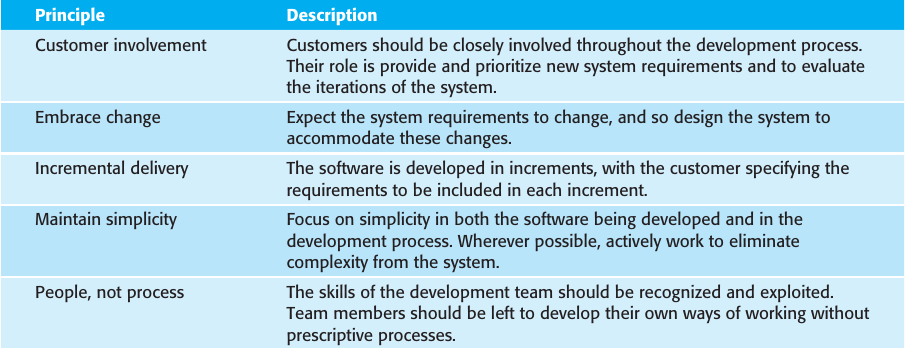 Principle Description
Customer involvement Customers should be closely involved throughout the development process.
Their role is provide and prioritize new system requirements and to evaluate
the iterations of the system.
Embrace change Expect the system requirements to change, and so design the system to
accommodate these changes.
Incremental delivery The software is developed in increments, with the customer specifying the
requirements to be included in each increment.
Maintain simplicity Focus on simplicity in both the software being developed and in the
development process. Wherever possible, actively work to eliminate
complexity from the system.
People, not process The skills of the development team should be recognized and exploited.
Team members should be left to develop their own ways of working without
prescriptive processes.